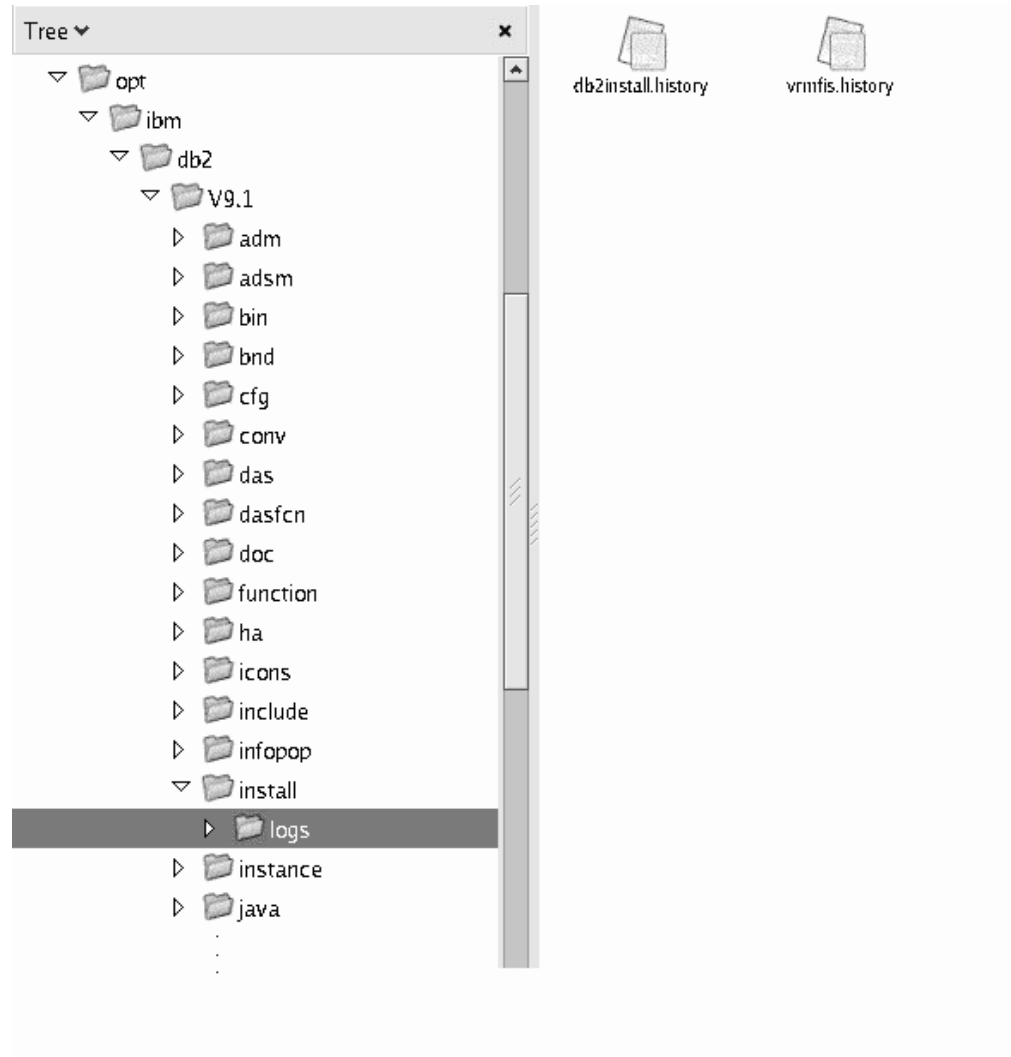 Tree
opt
ibm
db2
V9.1
adm
adsm
bin
bnd
cfg
conv
das
dasfcn
doc
function
ha
icons
include
infopop
install
logs
instance
java
db2install.history
vrmfis.history